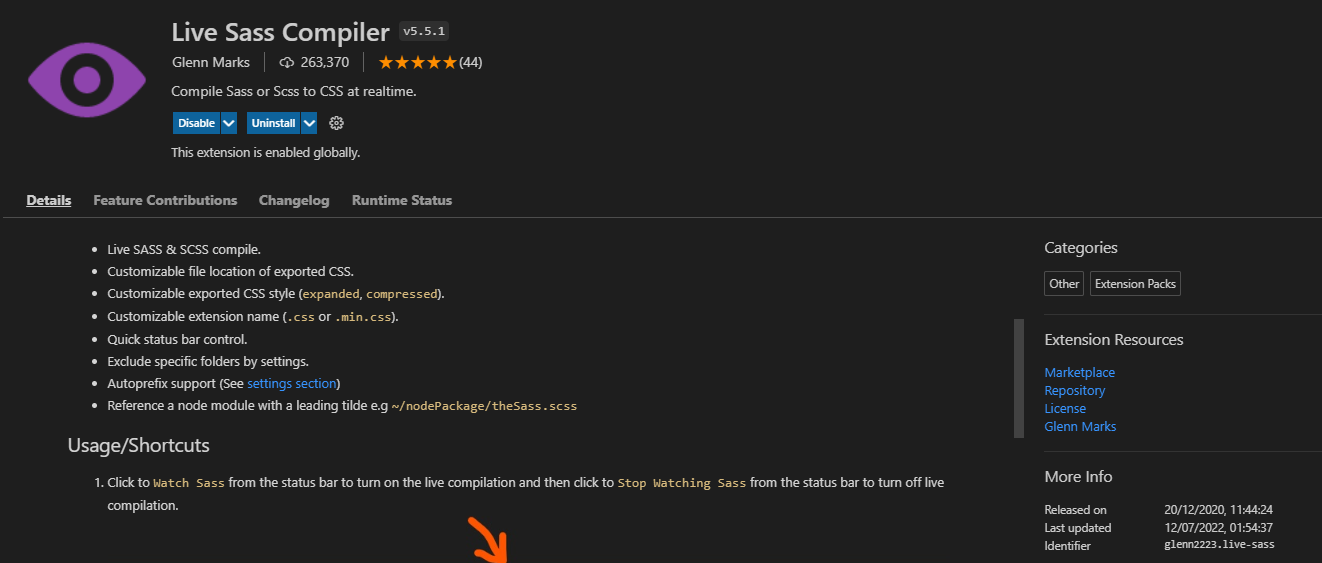 Live Sass Compiler v5.5.1
Glenn Marks 263,370 (44)
Compile Sass or Scss to CSS at realtime.
Disable Uninstall
This extension is enabled globally.
Details Feature Contributions Changelog Runtime Status
Live SASS & SCSS compile.
Customizable file location of exported CSS.
Customizable exported CSS style (expanded, compressed).
Customizable extension name (.css or .min.css).
Quick status bar control.
Exclude specific folders by settings.
Autoprefix support (See settings section)
Reference a node module with a leading tilde e.g ~/nodePackage/theSass.scss
Usage/Shortcuts
1. Click to Watch Sass from the status bar to turn on the live compilation and then click to Stop Watching Sass from the status bar to turn off live
compilation.
Categories
Other Extension Packs
Extension Resources
Marketplace
Repository
License
Glenn Marks
More Info
Released on 20/12/2020, 11:44:24
Last updated 12/07/2022, 01:54:37
Identifier glenn2223.live-sass